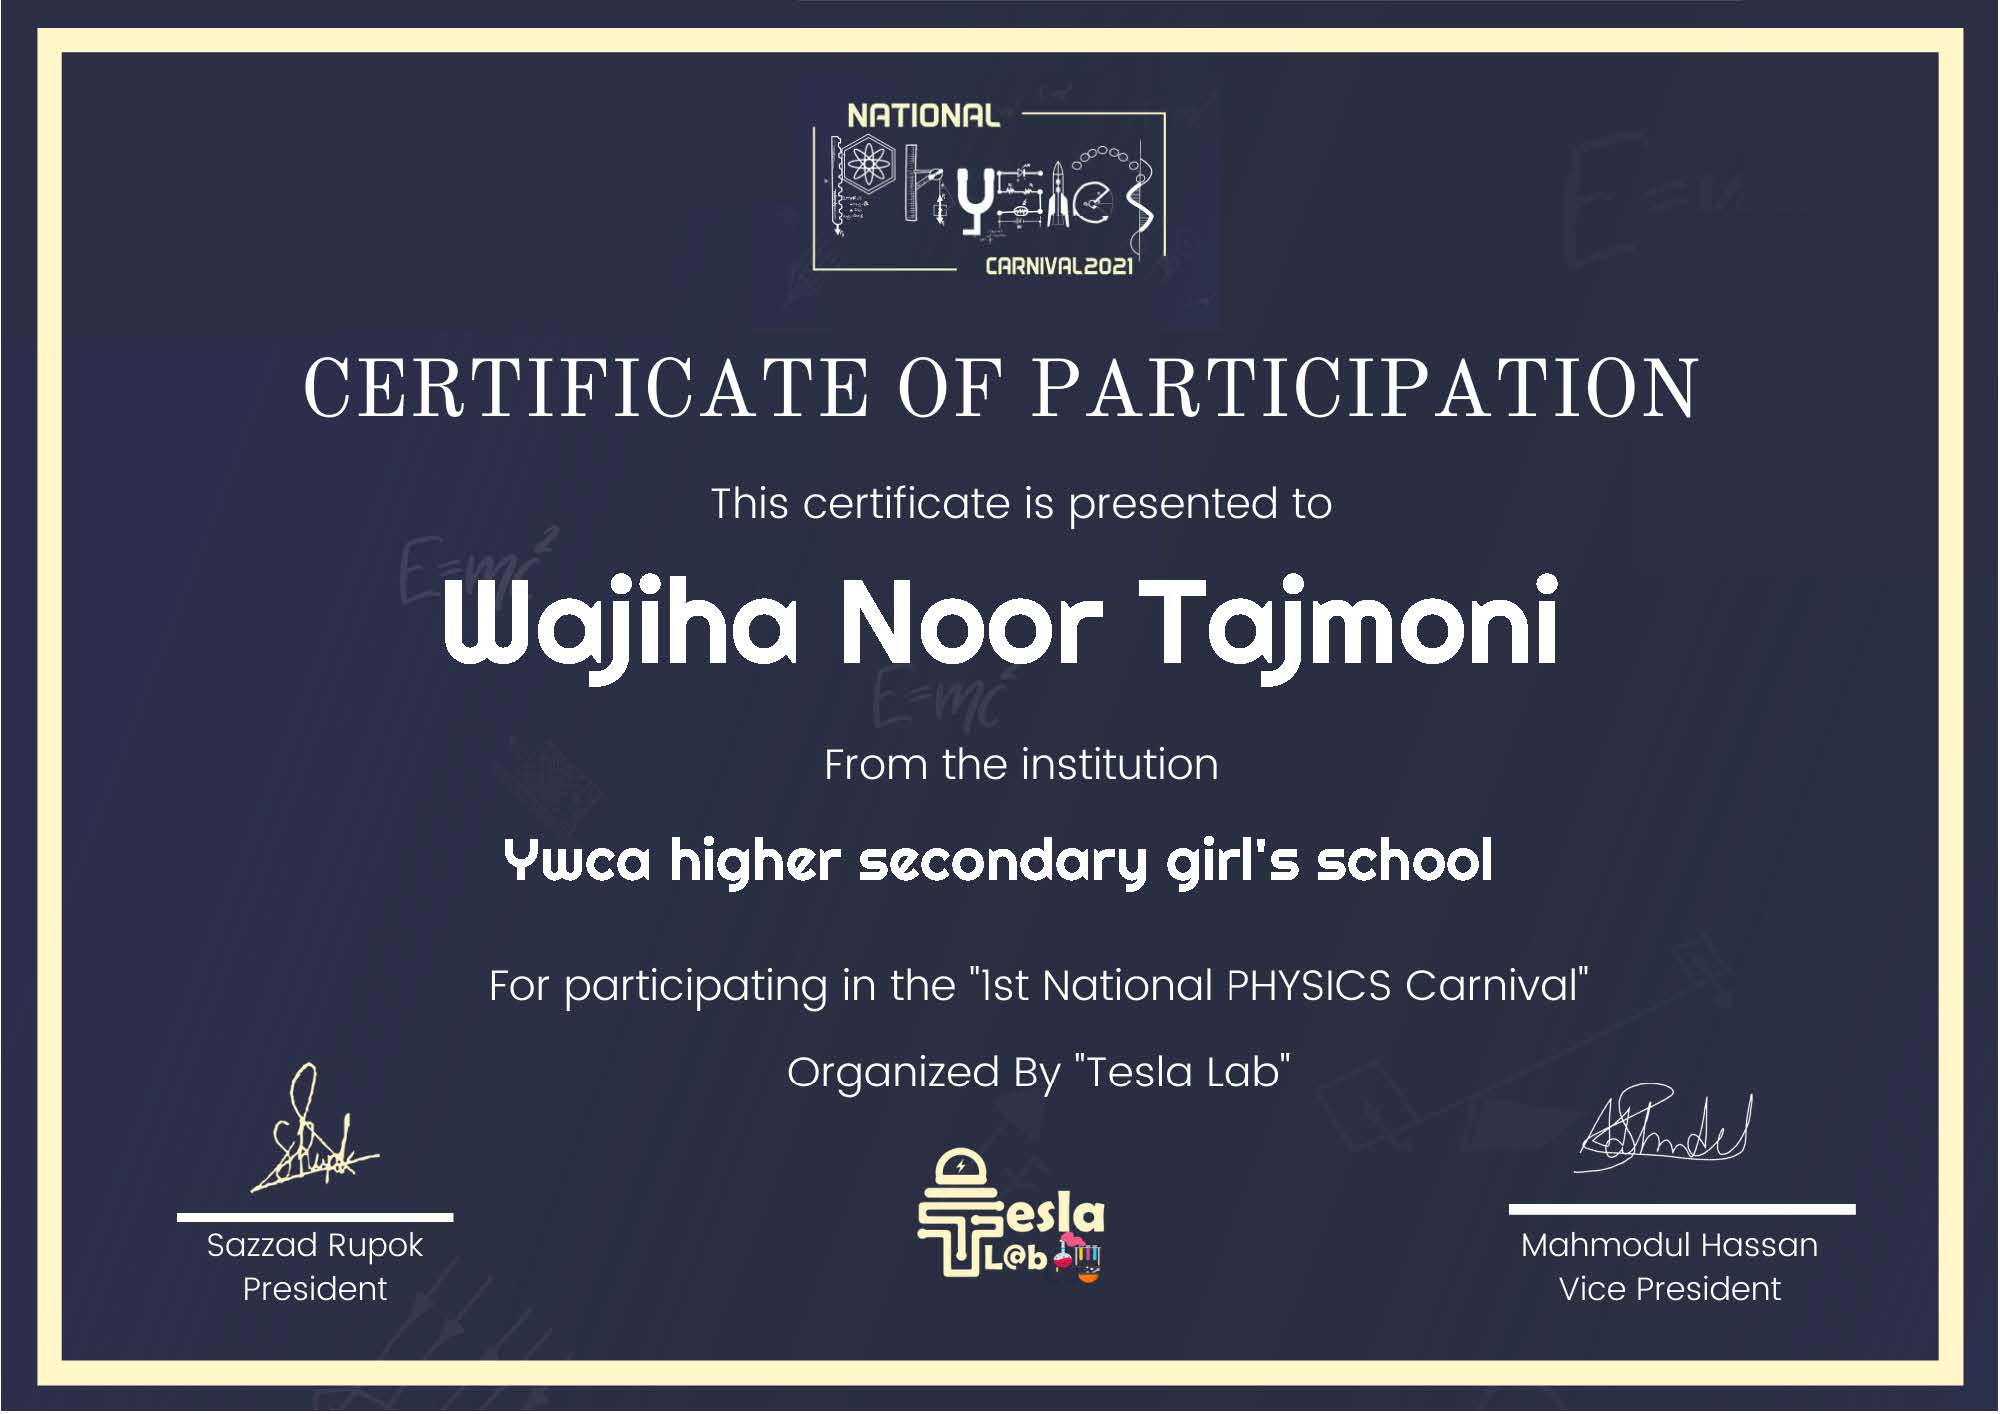 NATIONAL
Physics
CARNIVAL2021
CERTIFICATE OF PARTICIPATION
This certificate is presented to
E=mc²
Wajiha Noor Tajmoni
E=mc²
From the institution
Ywca higher secondary girl's school
For participating in the "1st National PHYSICS Carnival"
Organized By "Tesla Lab"
Tesla
L@b
Sazzad Rupok
President
Mahmodul Hassan
Vice President